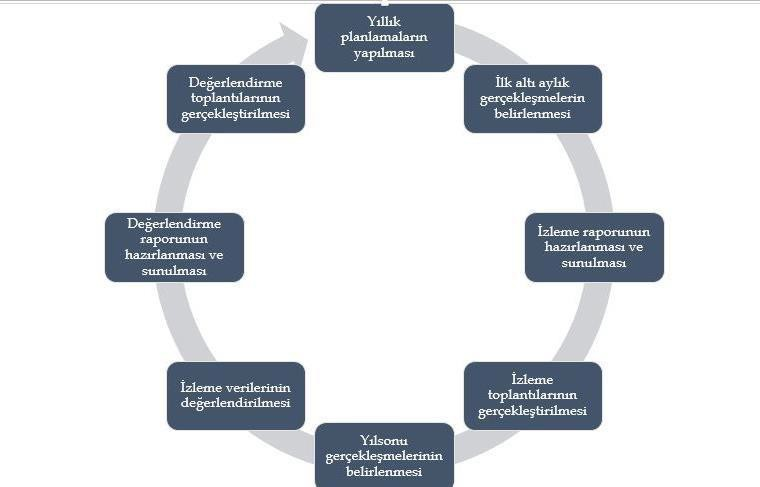 Yıllık
planlamaların
yapılması
İlk altı aylık
gerçekleşmelerin
belirlenmesi
İzleme raporunun
hazırlanması ve
sunulması
İzleme
toplantılarının
gerçekleştirilmesi
Yılsonu
gerçekleşmelerinin
belirlenmesi
İzleme verilerinin
değerlendirilmesi
Değerlendirme
raporunun
hazırlanması ve
sunulması
Değerlendirme
toplantılarının
gerçekleştirilmesi